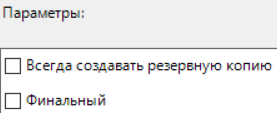 Параметры:
Всегда создавать резервную копию
Финальный